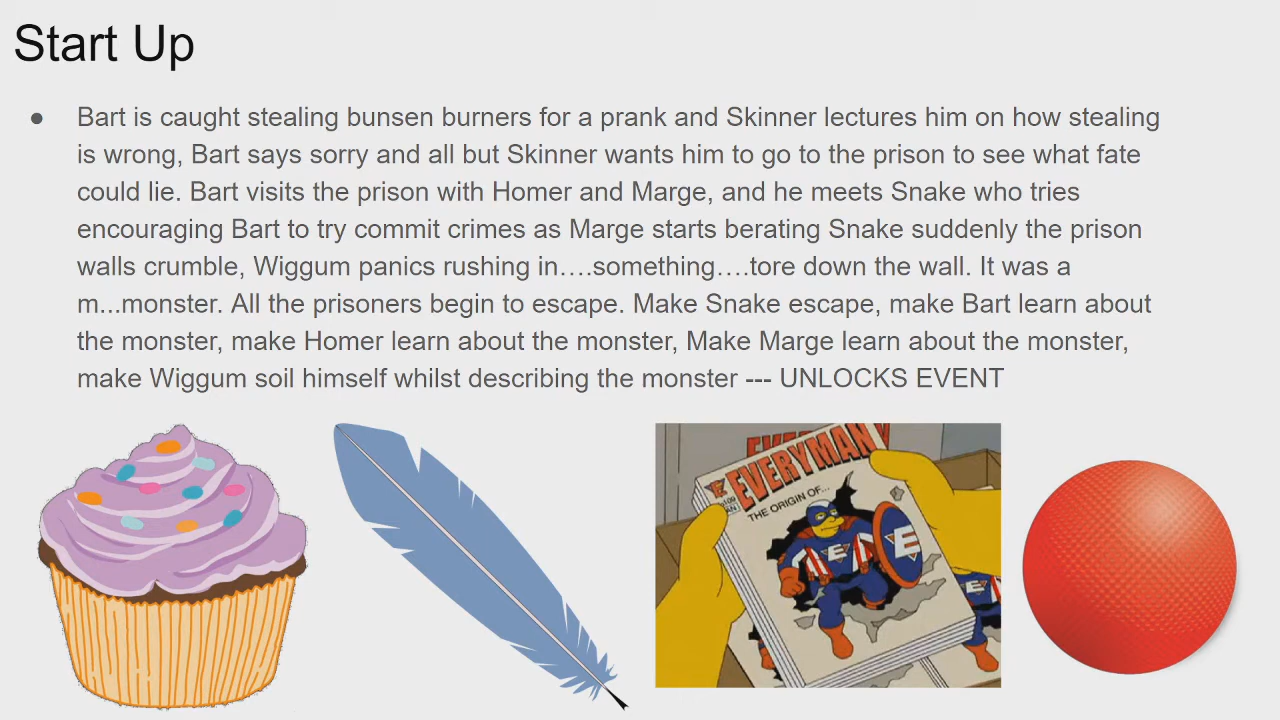 Start Up
● Bart is caught stealing bunsen burners for a prank and Skinner lectures him on how stealing
is wrong, Bart says sorry and all but Skinner wants him to go to the prison to see what fate
could lie. Bart visits the prison with Homer and Marge, and he meets Snake who tries
encouraging Bart to try commit crimes as Marge starts berating Snake suddenly the prison
walls crumble, Wiggum panics rushing in….something….tore down the wall. It was a
m...monster. All the prisoners begin to escape. Make Snake escape, make Bart learn about
the monster, make Homer learn about the monster, Make Marge learn about the monster,
make Wiggum soil himself whilst describing the monster --- UNLOCKS EVENT
EVERYMAN
THE ORIGIN OF...
E
E